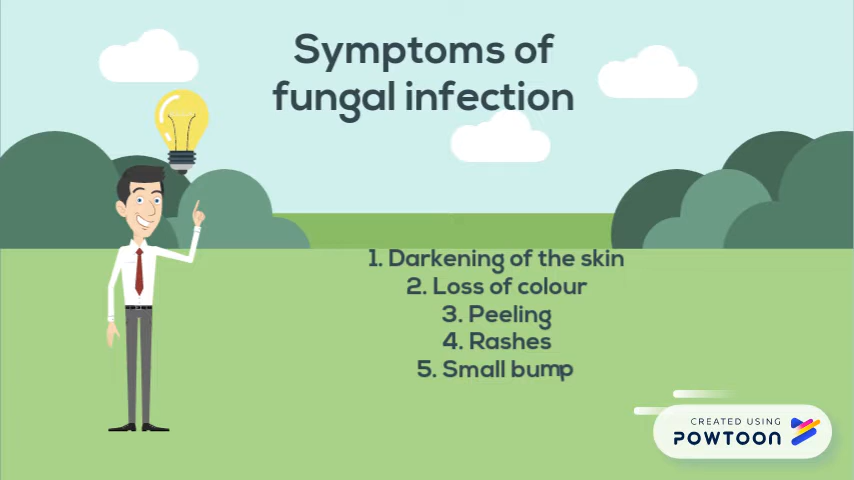 Symptoms of
fungal infection
1. Darkening of the skin
2. Loss of colour
3. Peeling
4. Rashes
5. Small bump
CREATED USING
POWTOON